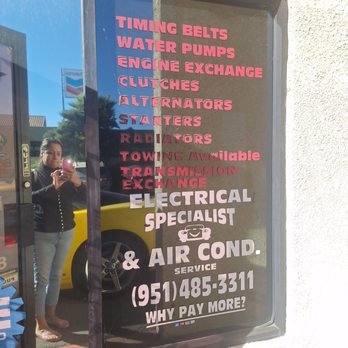 TIMING BELTS
WATER PUMPS
ENGINE EXCHANGE
CLUTCHES
ALTERNATORS
STARTERS
RADIATORS
TOWING Available
TRANSMISSION
EXCHANGE
ELECTRICAL
SPECIALIST
& AIR COND.
SERVICE
(951) 485-3311
WHY PAY MORE?